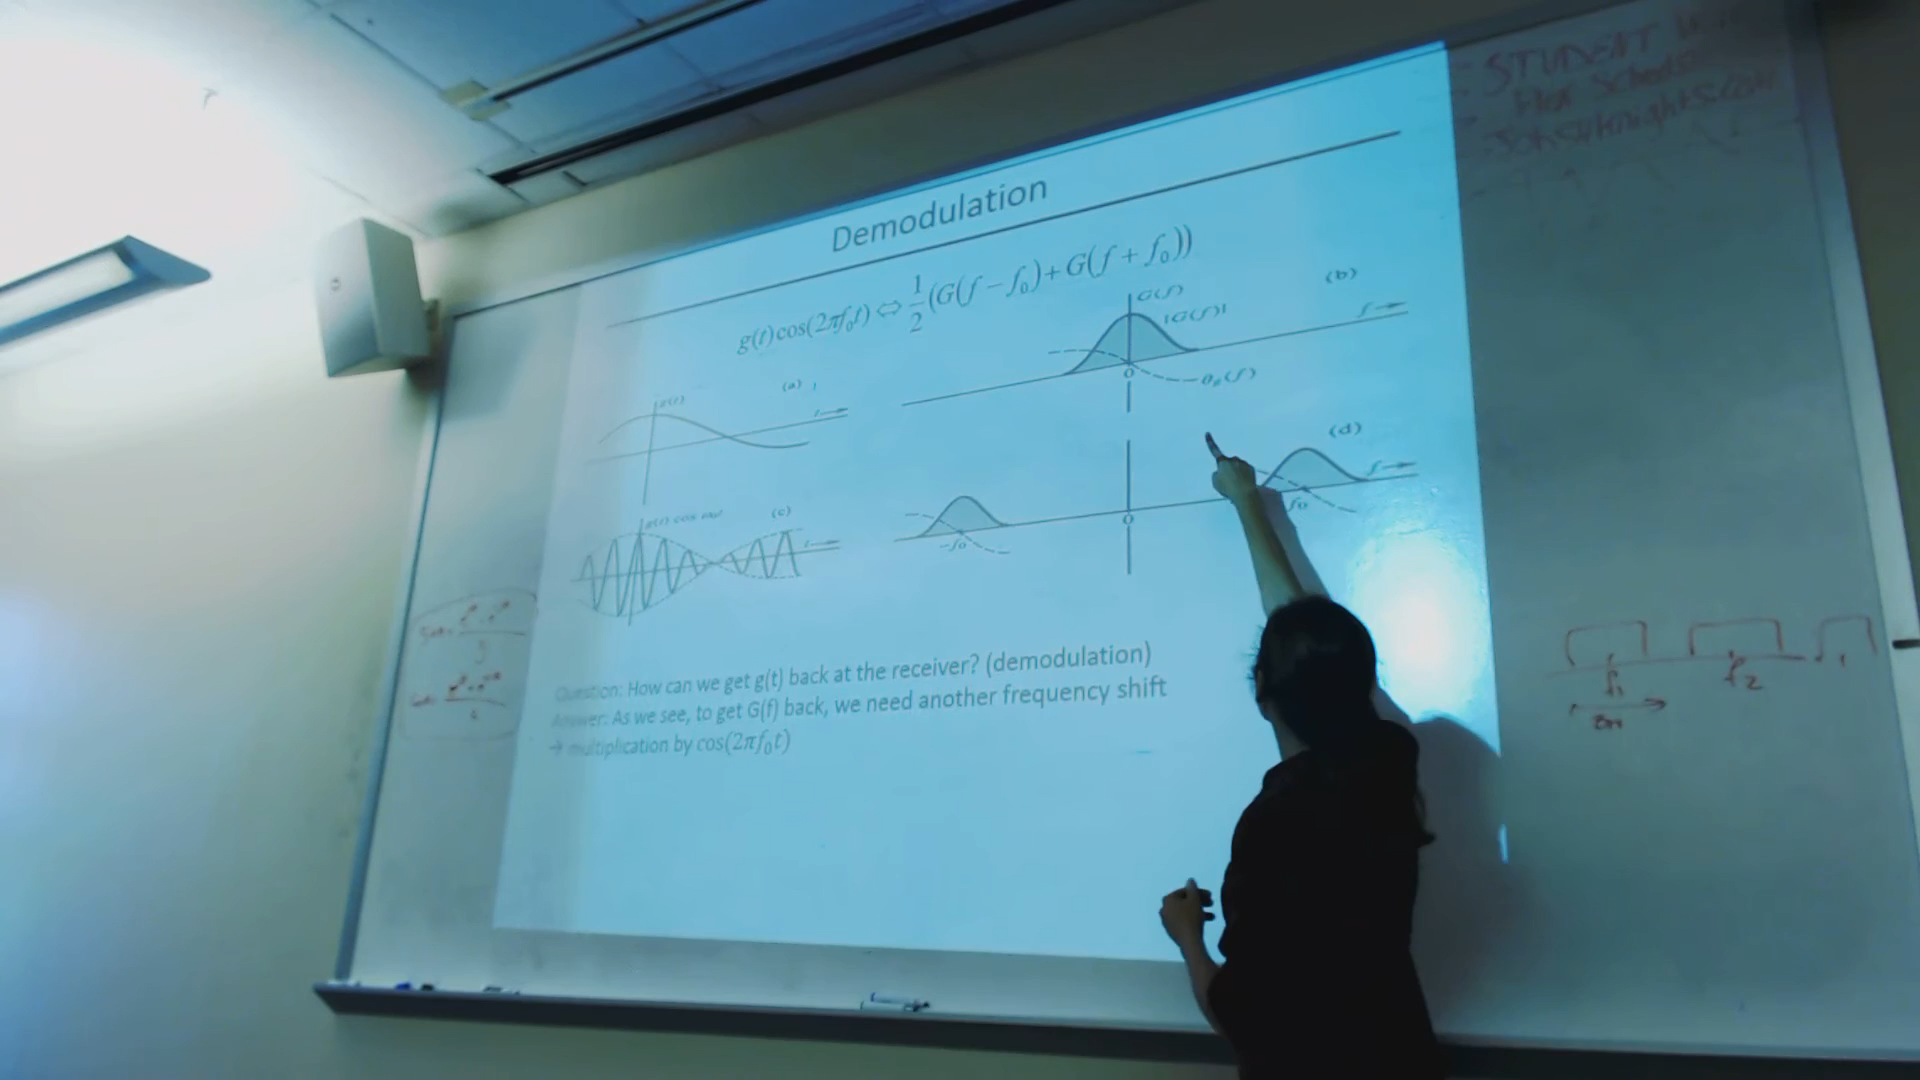 Demodulation
g(t)cos(2πf₀t) ⇔ 1/2 (G(f − f₀) + G(f + f₀))
(a)
g(t)
t
(b)
G(f)
|G(f)|
f
0
θg(f)
(c)
t
(d)
f
-f0
0
f0
Question: How can we get g(t) back at the receiver? (demodulation)
Answer: As we see, to get G(f) back, we need another frequency shift
→ multiplication by cos(2πf₀t)
STUDENT
f₁
f₂